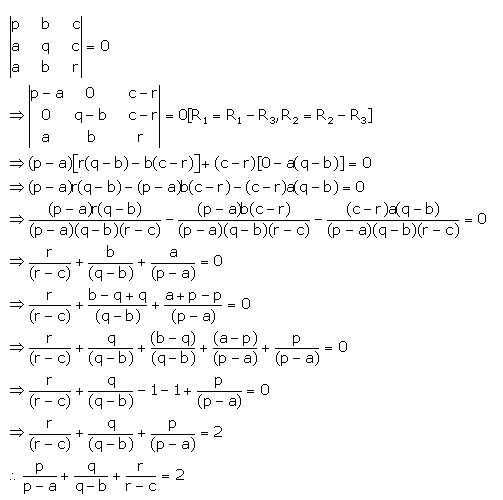 |p b c|
|a q c| = 0
|a b r|
⇒ |p − a 0 c − r|
|0 q − b c − r| = 0[R₁ = R₁ − R₃, R₂ = R₂ − R₃]
|a b r|
⇒ (p − a)[r(q − b) − b(c − r)] + (c − r)[0 − a(q − b)] = 0
⇒ (p − a)r(q − b) − (p − a)b(c − r) − (c − r)a(q − b) = 0
⇒ (p − a)r(q − b)/(p − a)(q − b)(r − c) − (p − a)b(c − r)/(p − a)(q − b)(r − c) − (c − r)a(q − b)/(p − a)(q − b)(r − c) = 0
⇒ r/(r − c) + b/(q − b) + a/(p − a) = 0
⇒ r/(r − c) + b − q + q/(q − b) + a + p − p/(p − a) = 0
⇒ r/(r − c) + q/(q − b) + (b − q)/(q − b) + (a − p)/(p − a) + p/(p − a) = 0
⇒ r/(r − c) + q/(q − b) − 1 − 1 + p/(p − a) = 0
⇒ r/(r − c) + q/(q − b) + p/(p − a) = 2
∴ p/p − a + q/q − b + r/r − c = 2